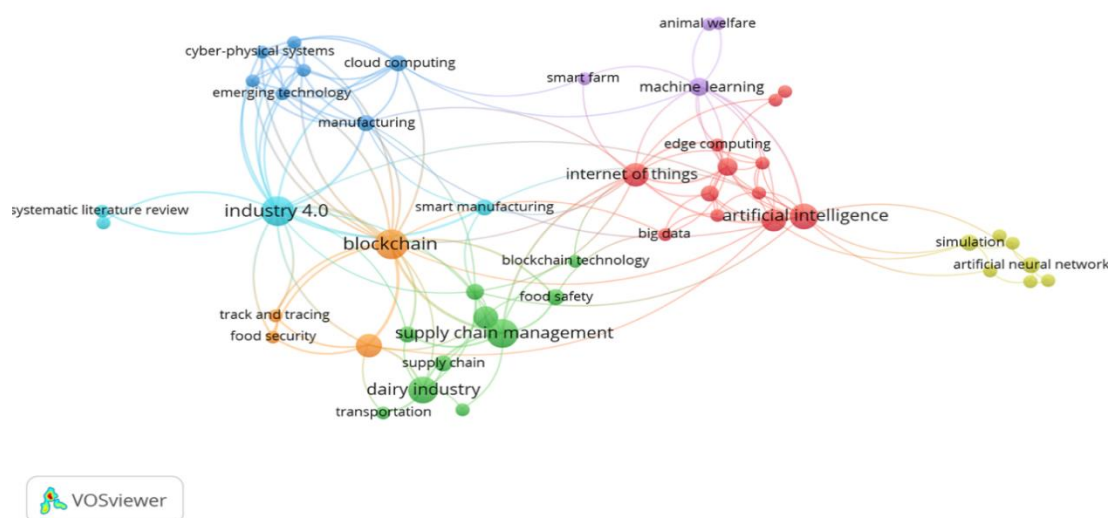 animal welfare
cyber-physical systems
cloud computing
smart farm
machine learning
emerging technology
manufacturing
edge computing
internet of things
systematic literature review
industry 4.0
smart manufacturing
artificial intelligence
big data
blockchain
simulation
blockchain technology
artificial neural network
food safety
track and tracing
food security
supply chain management
supply chain
dairy industry
transportation
VOSviewer